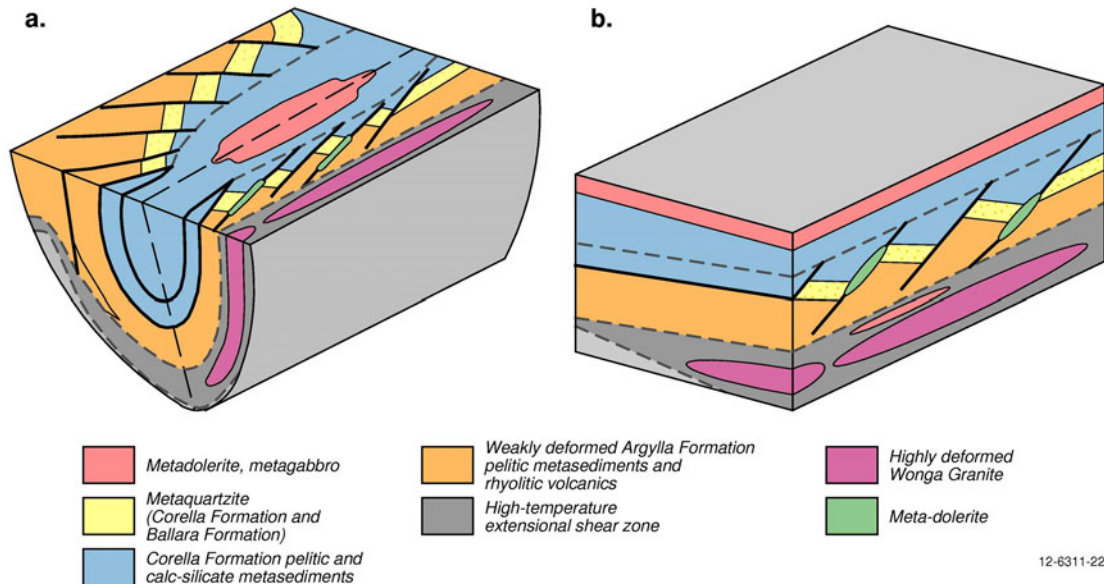 a.
b.
Metadolerite, metagabbro
Metaquartzite
(Corella Formation and
Ballara Formation)
Corella Formation pelitic and
calc-silicate metasediments
Weakly deformed Argylla Formation
pelitic metasediments and
rhyolitic volcanics
High-temperature
extensional shear zone
Highly deformed
Wonga Granite
Meta-dolerite
12-6311-22